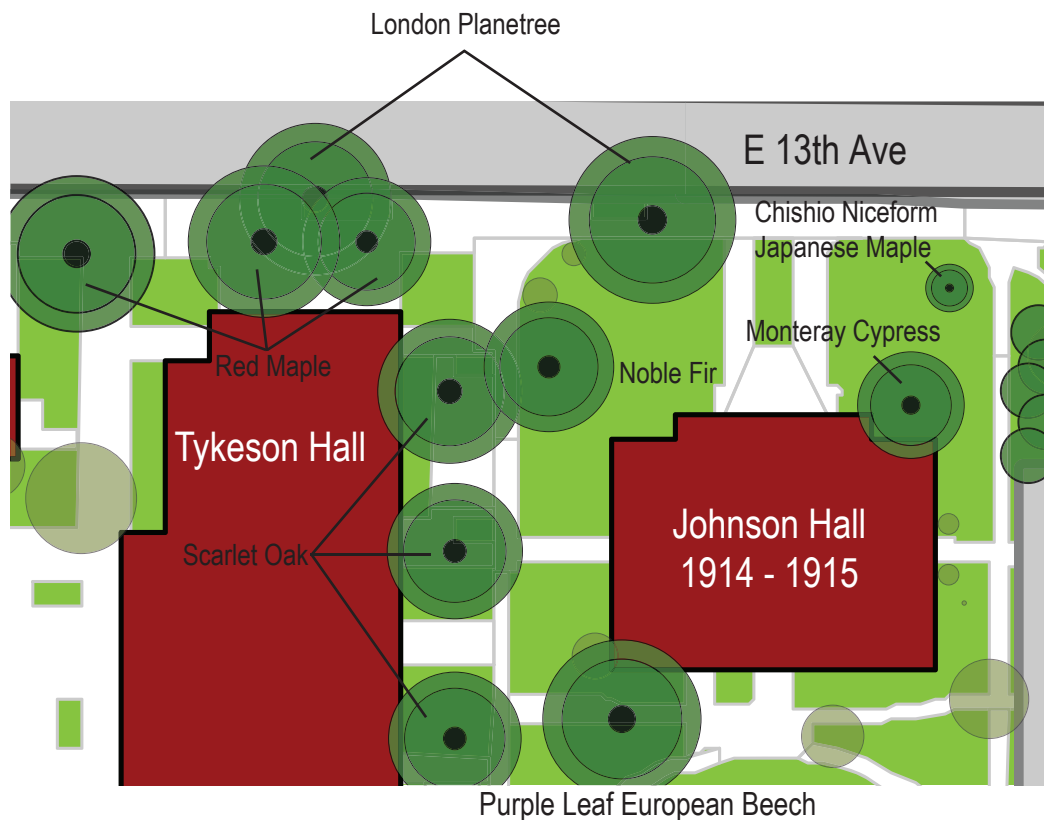 London Planetree
E 13th Ave
Chishio Niceform
Japanese Maple
Monteray Cypress
Red Maple
Noble Fir
Tykeson Hall
Scarlet Oak
Johnson Hall
1914 - 1915
Purple Leaf European Beech